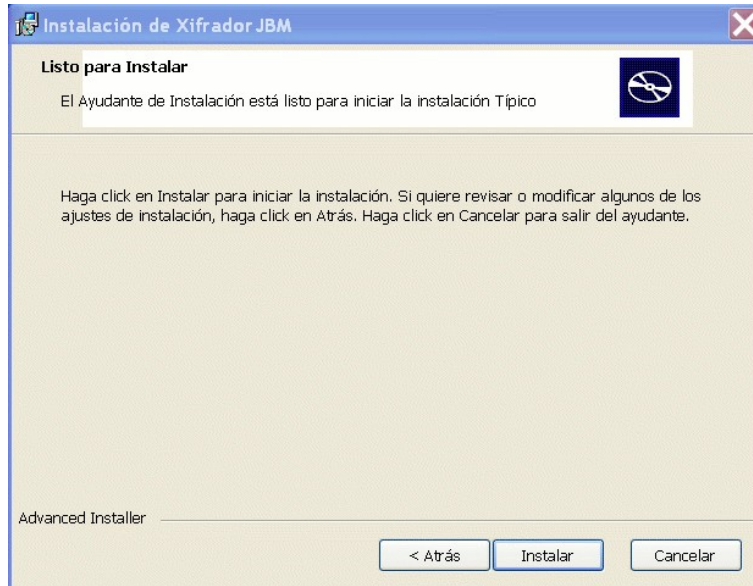 Instalación de Xifrador JBM
Listo para Instalar
El Ayudante de Instalación está listo para iniciar la instalación Típico
Haga click en Instalar para iniciar la instalación. Si quiere revisar o modificar algunos de los
ajustes de instalación, haga click en Atrás. Haga click en Cancelar para salir del ayudante.
Advanced Installer
< Atrás
Instalar
Cancelar